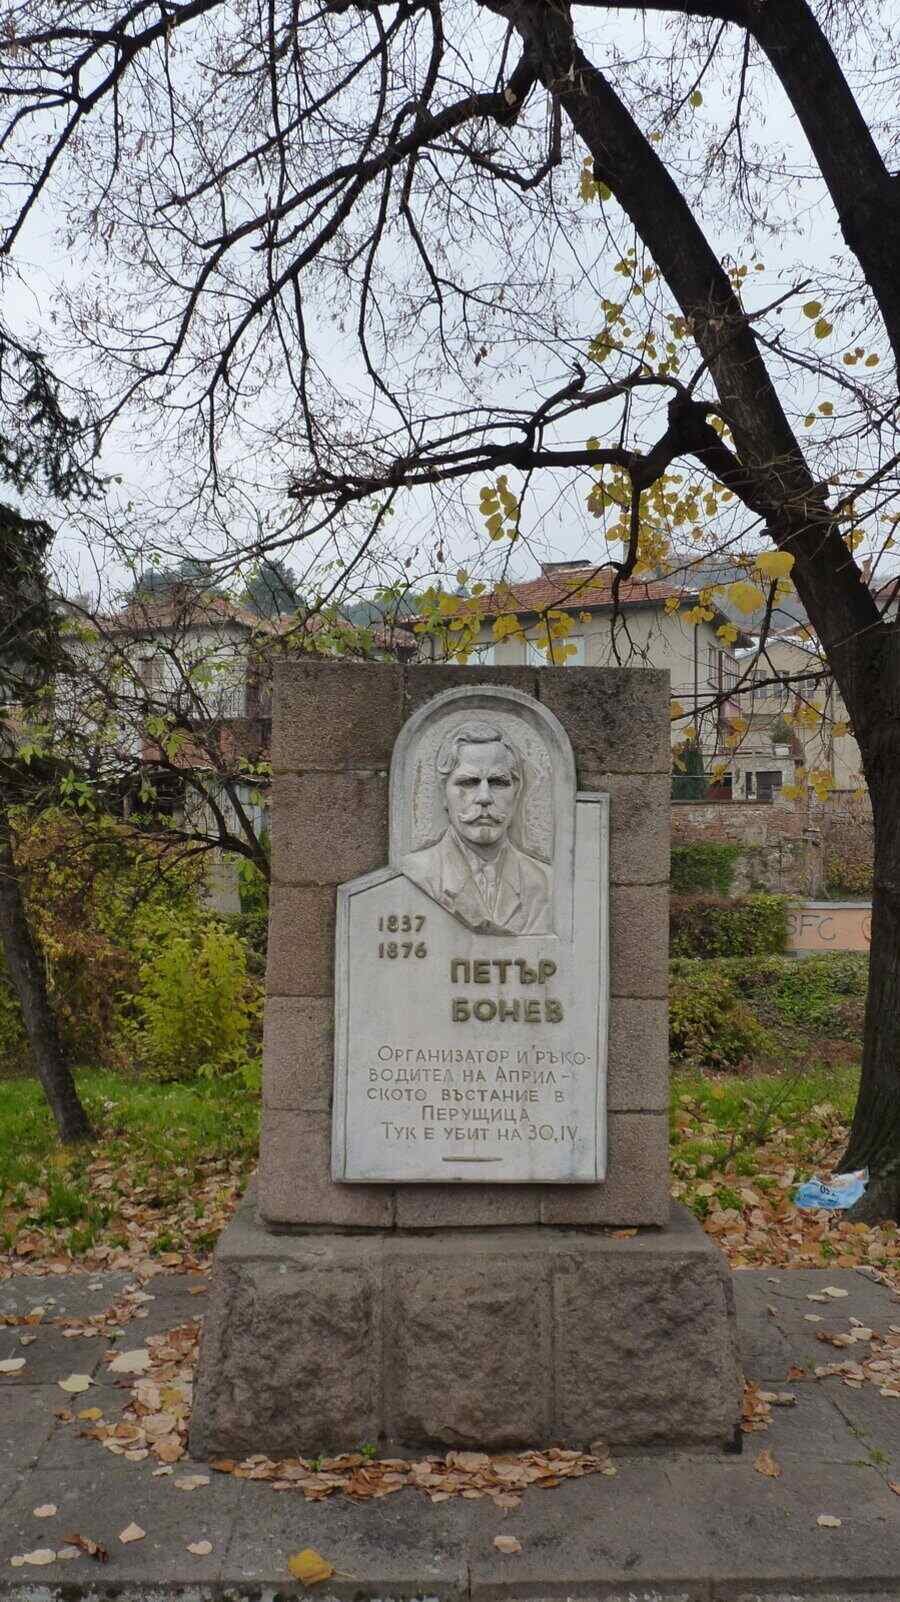 1837
1876
ПЕТЪР
БОНЕВ
ОРГАНИЗАТОР И РЪКО-
ВОДИТЕЛ НА АПРИЛ-
СКОТО ВЪСТАНИЕ В
ПЕРУЩИЦА
ТУК Е УБИТ НА 30,IV.